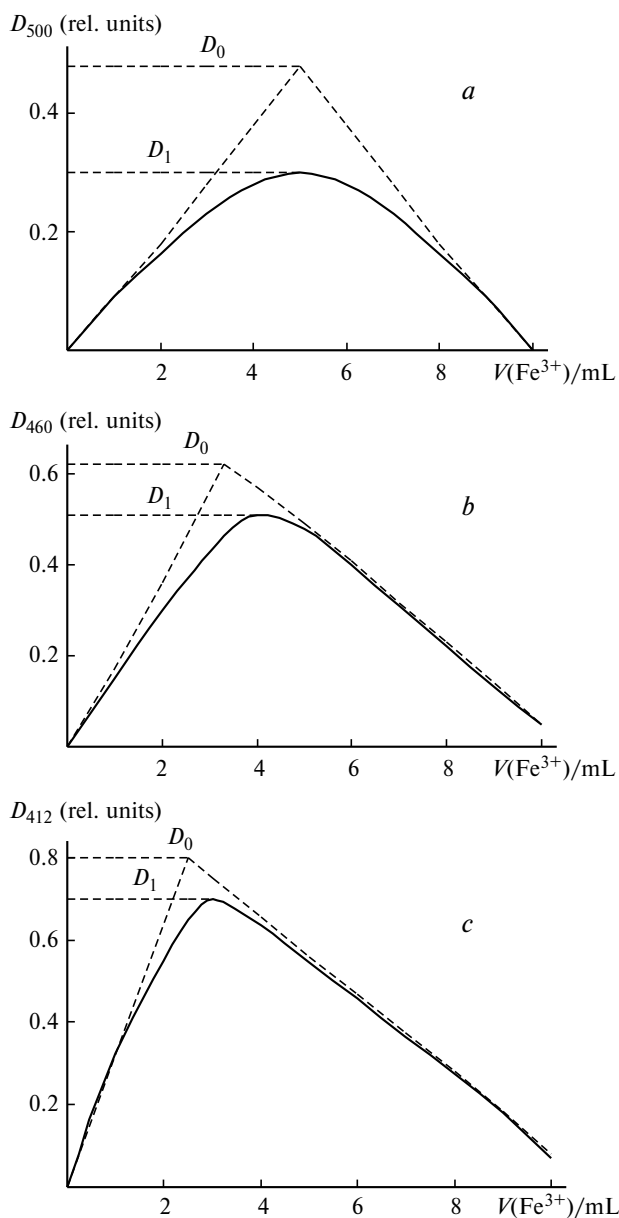 D₅₀₀ (rel. units)
D₀
a
0.4
D₁
0.2
2 4 6 8 V(Fe³⁺)/mL
D₄₆₀ (rel. units)
D₀
0.6
D₁
b
0.4
0.2
2 4 6 8 V(Fe³⁺)/mL
D₄₁₂ (rel. units)
D₀
0.8
D₁
c
0.6
0.4
0.2
2 4 6 8 V(Fe³⁺)/mL